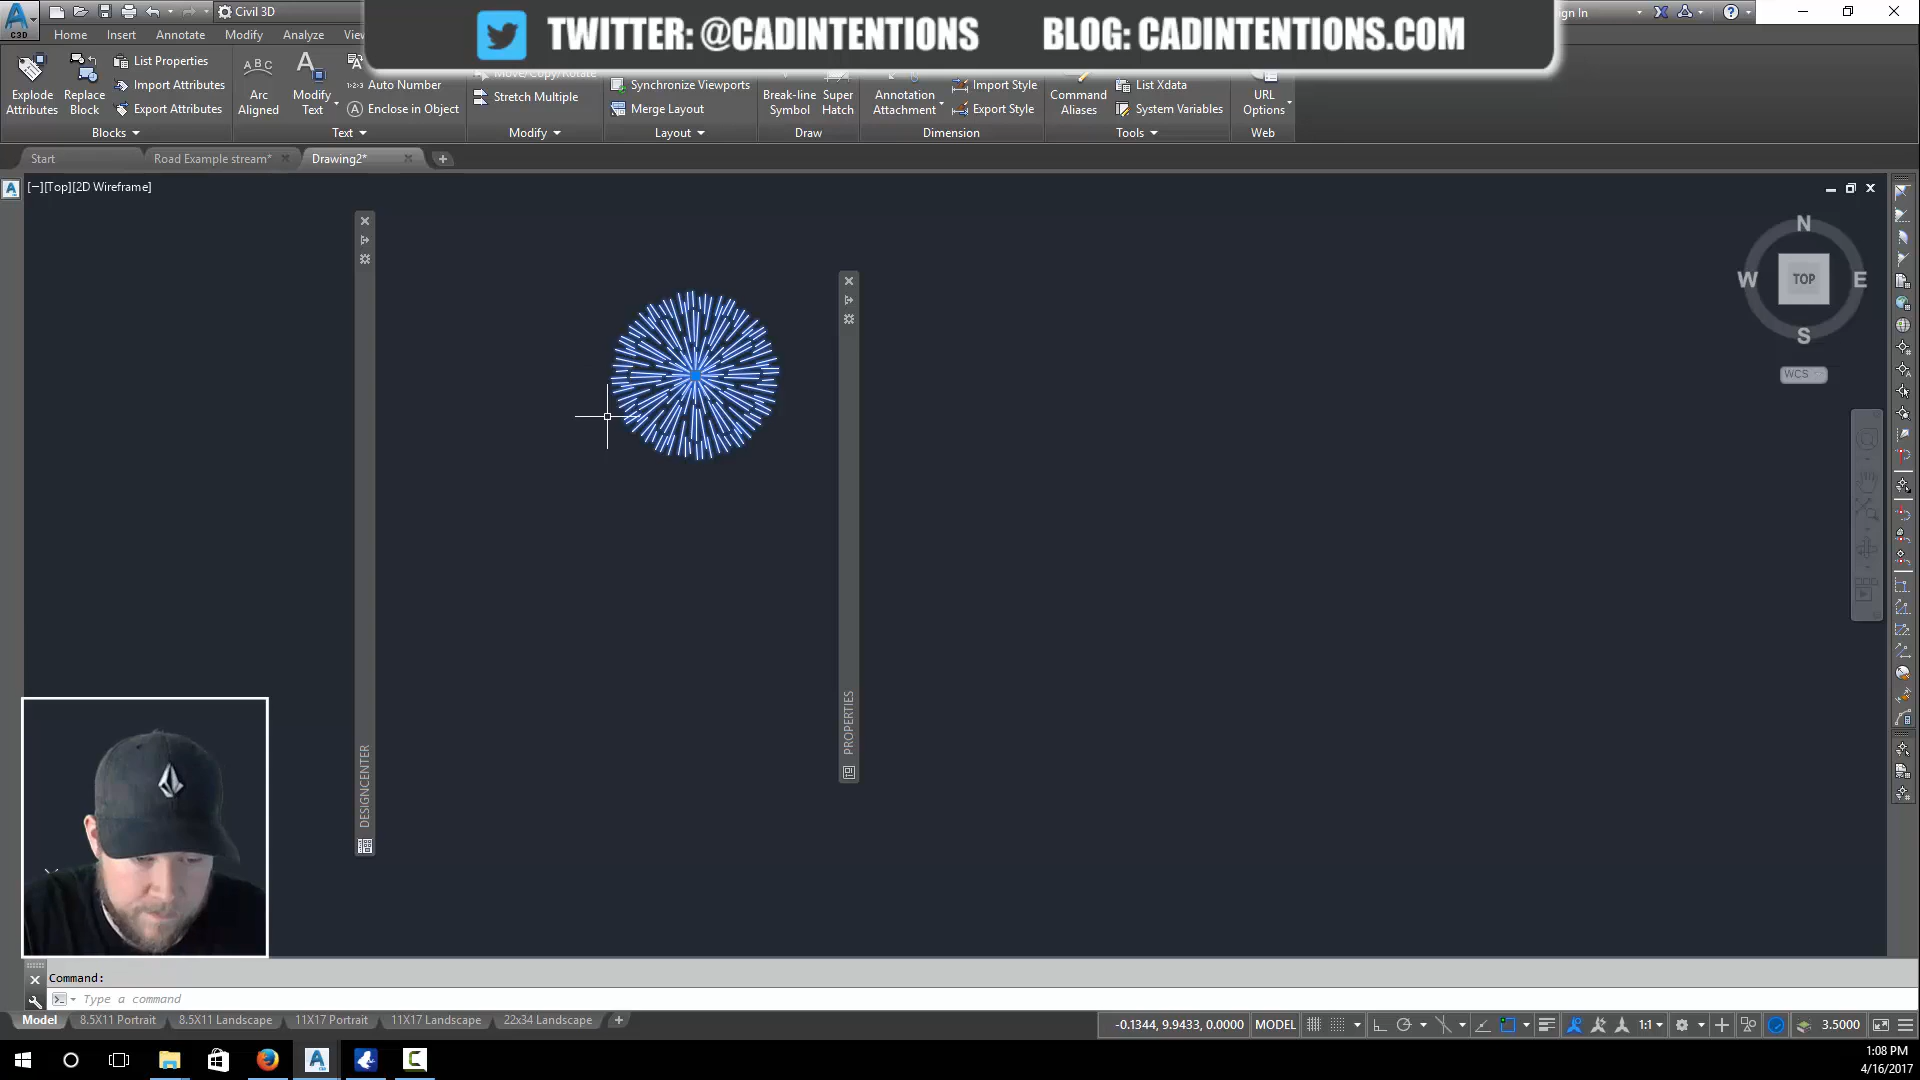 Civil 3D
TWITTER: @CADINTENTIONS
BLOG: CADINTENTIONS.COM
C3D
Home
Insert
Annotate
Modify
Analyze
Explode
Attributes
Replace
Block
List Properties
Import Attributes
Export Attributes
Blocks
ABC
Arc
Aligned
Modify
Text
Auto Number
Enclose in Object
Text
Move/Copy/Rotate
Stretch Multiple
Modify
Synchronize Viewports
Merge Layout
Layout
Break-line
Symbol
Super
Hatch
Draw
Annotation
Attachment
Import Style
Export Style
Dimension
Command
Aliases
List Xdata
System Variables
Tools
URL
Options
Web
Start
Road Example stream*
Drawing2*
[−][Top][2D Wireframe]
N
W
TOP
E
S
WCS
DESIGNCENTER
PROPERTIES
Command:
Type a command
Model
8.5X11 Portrait
8.5X11 Landscape
11X17 Portrait
11X17 Landscape
22x34 Landscape
-0.1344, 9.9433, 0.0000
MODEL
1:1
3.5000
1:08 PM
4/16/2017